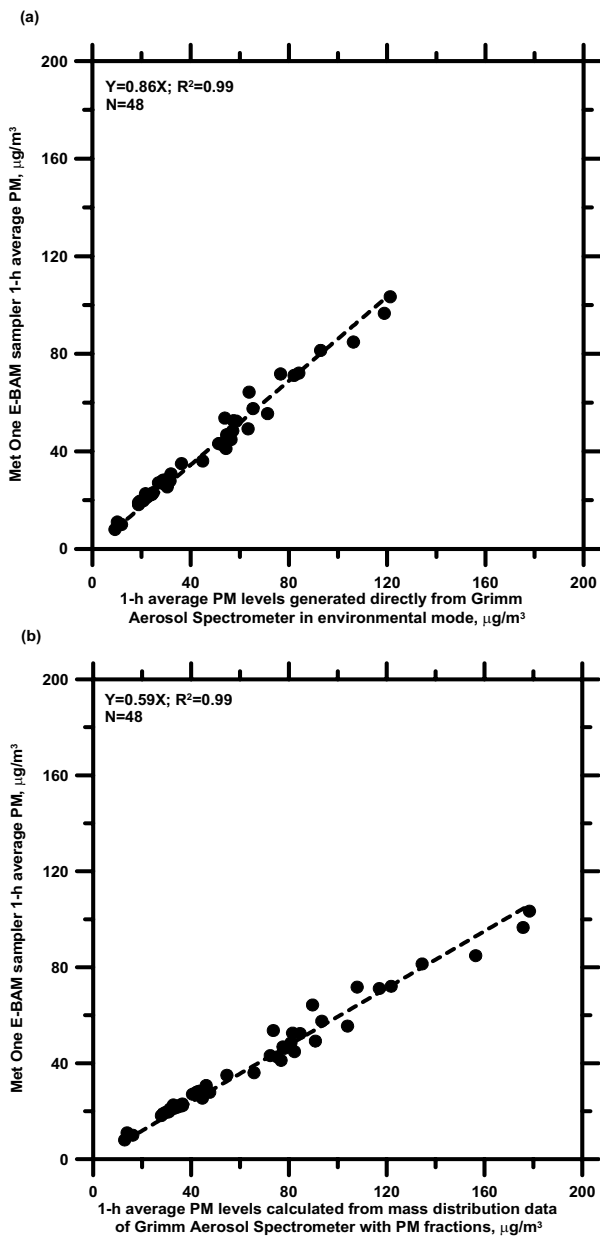 (a)
200
Y=0.86X; R²=0.99
N=48
160
120
80
40
0
Met One E-BAM sampler 1-h average PM, μg/m³
0 40 80 120 160 200
1-h average PM levels generated directly from Grimm
Aerosol Spectrometer in environmental mode, μg/m³
(b)
200
Y=0.59X; R²=0.99
N=48
160
120
80
40
0
Met One E-BAM sampler 1-h average PM, μg/m³
0 40 80 120 160 200
1-h average PM levels calculated from mass distribution data
of Grimm Aerosol Spectrometer with PM fractions, μg/m³